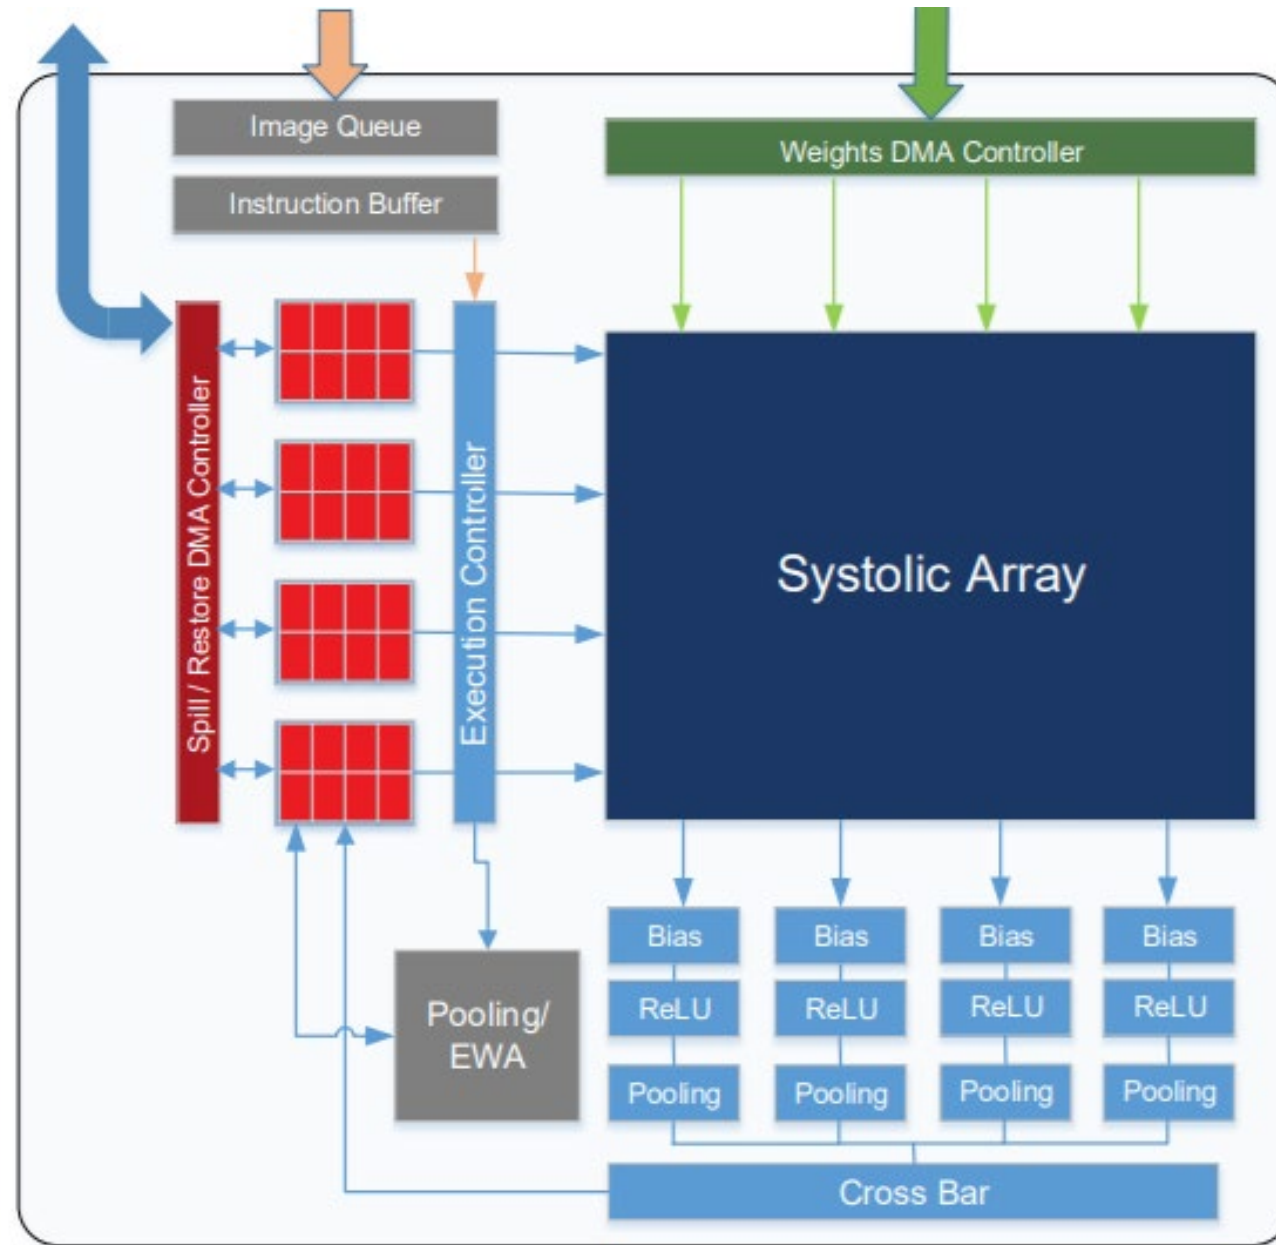 Image Queue
Weights DMA Controller
Instruction Buffer
Spill / Restore DMA Controller
Execution Controller
Systolic Array
Bias
Bias
Bias
Bias
ReLU
ReLU
ReLU
ReLU
Pooling/
EWA
Pooling
Pooling
Pooling
Pooling
Cross Bar